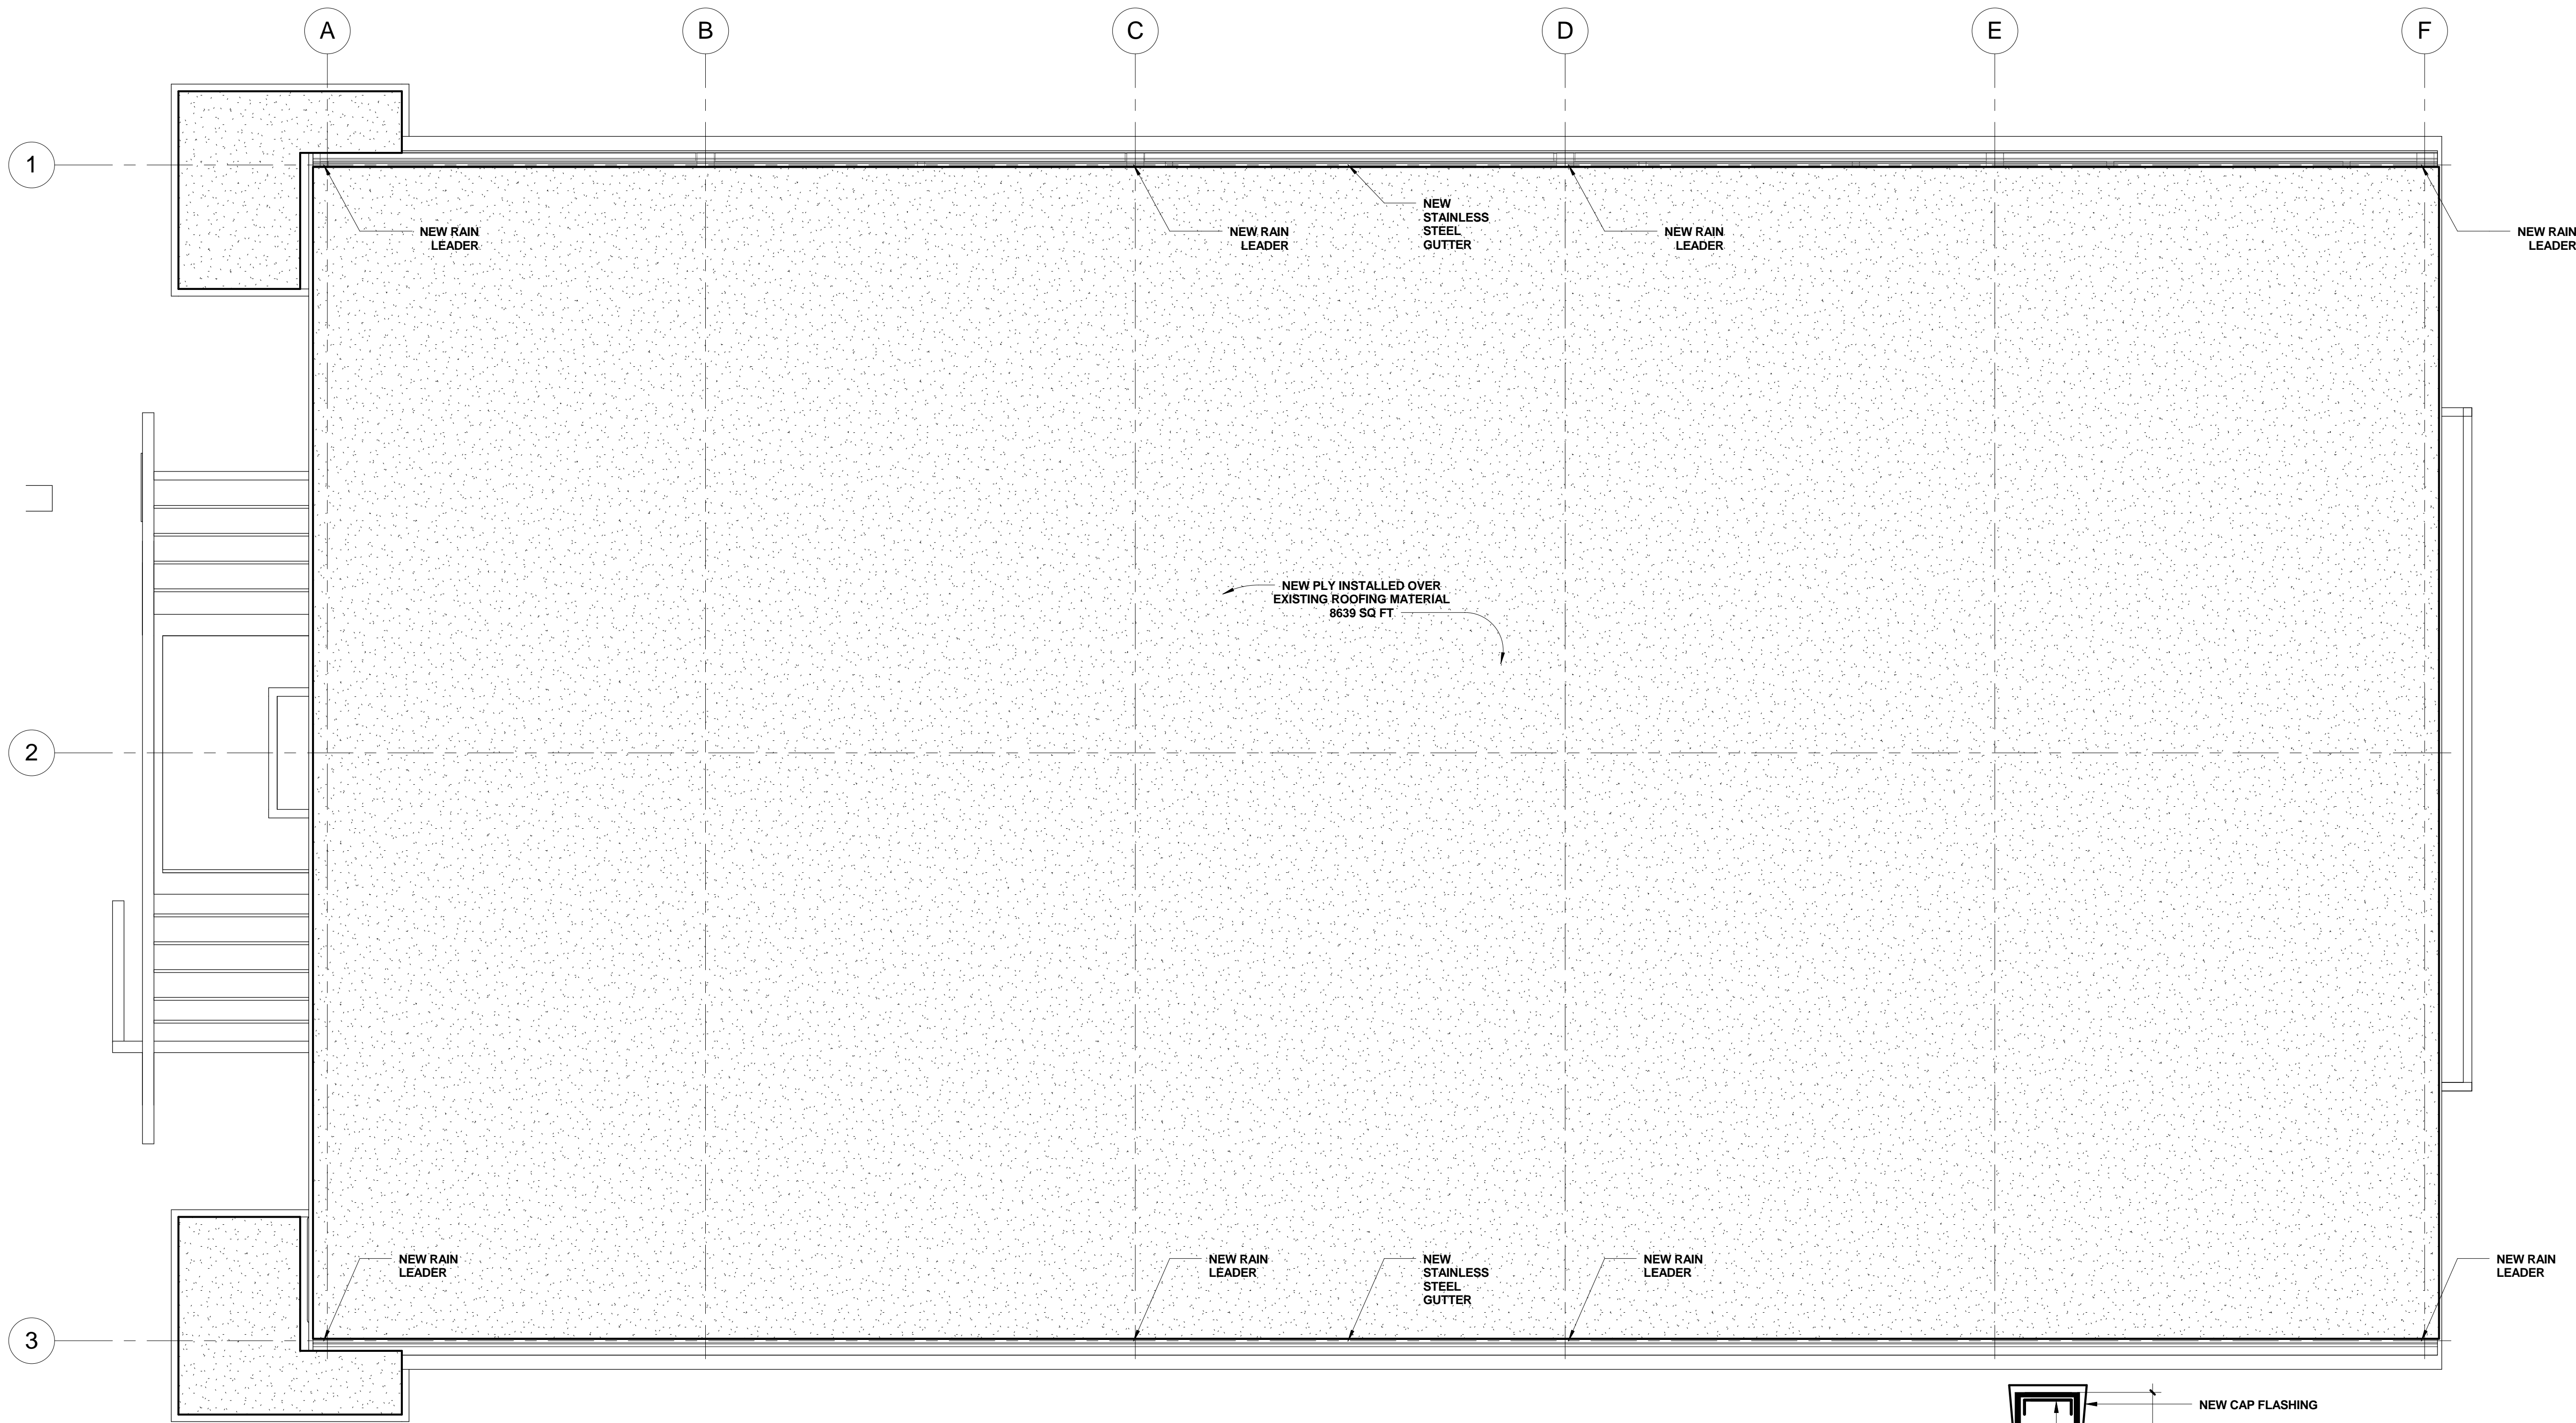 A
B
C
D
E
F
1
NEW RAIN
LEADER
NEW RAIN
LEADER
NEW
STAINLESS
STEEL
GUTTER
NEW RAIN
LEADER
NEW RAIN
LEADER
NEW PLY INSTALLED OVER
EXISTING ROOFING MATERIAL
8639 SQ FT
2
NEW RAIN
LEADER
NEW RAIN
LEADER
NEW
STAINLESS
STEEL
GUTTER
NEW RAIN
LEADER
NEW RAIN
LEADER
3
NEW CAP FLASHING